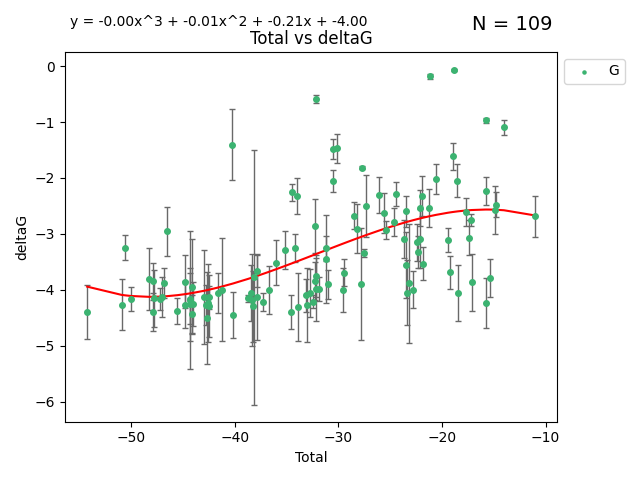 y = -0.00x^3 + -0.01x^2 + -0.21x + -4.00
N = 109
Total vs deltaG
G
0
−1
−2
−3
−4
−5
−6
deltaG
−50 −40 −30 −20 −10
Total